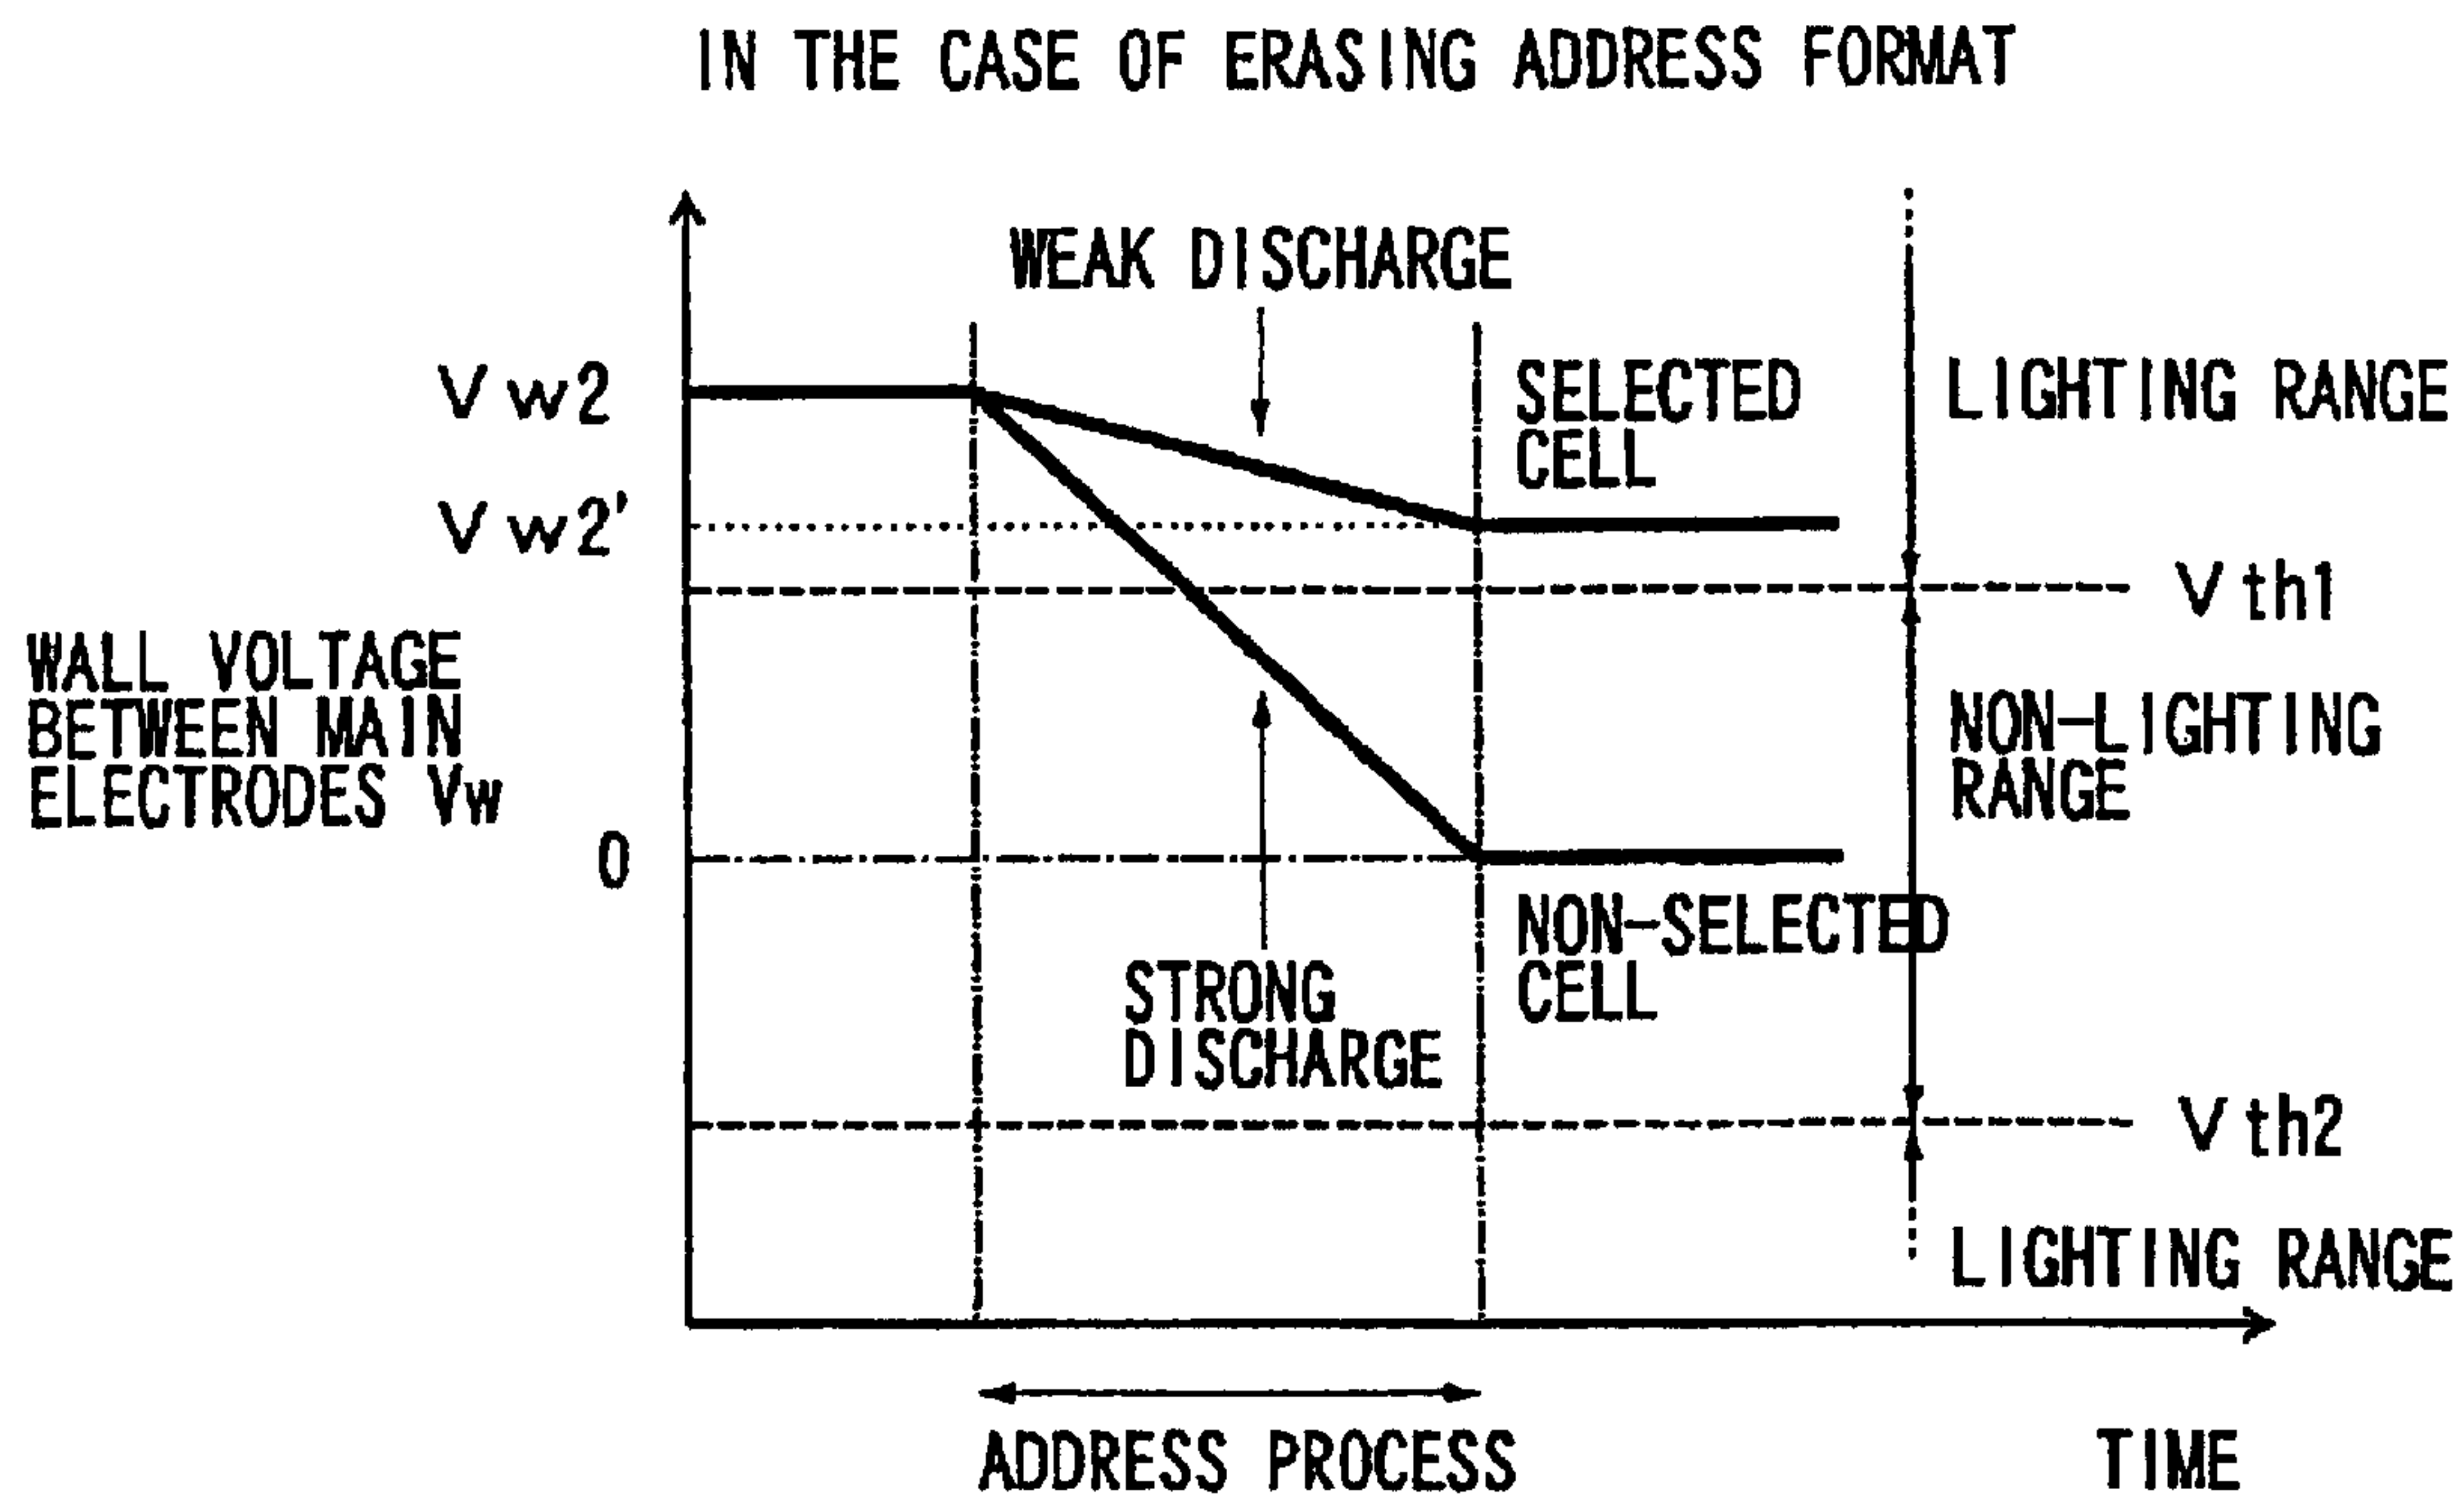 IN THE CASE OF ERASING ADDRESS FORMAT
WEAK DISCHARGE
Vw2
SELECTED
CELL
LIGHTING RANGE
Vw2'
Vth1
WALL VOLTAGE
BETWEEN MAIN
ELECTRODES Vw
NON-LIGHTING
RANGE
0
NON-SELECTED
CELL
STRONG
DISCHARGE
Vth2
LIGHTING RANGE
ADDRESS PROCESS
TIME